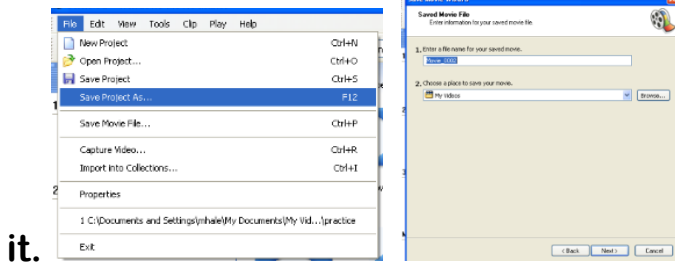 File Edit View Tools Clip Play Help
New Project Ctrl+N
Open Project... Ctrl+O
Save Project Ctrl+S
Save Project As... F12
Save Movie File... Ctrl+P
Capture Video... Ctrl+R
Import into Collections... Ctrl+I
Properties
1 C:\Documents and Settings\mhale\My Documents\My Vid...\practice
Exit
it.
Saved Movie File
Enter information for your saved movie file.
1. Enter a file name for your saved movie.
Movie_0002
2. Choose a place to save your movie.
My Videos Browse...
< Back Next > Cancel